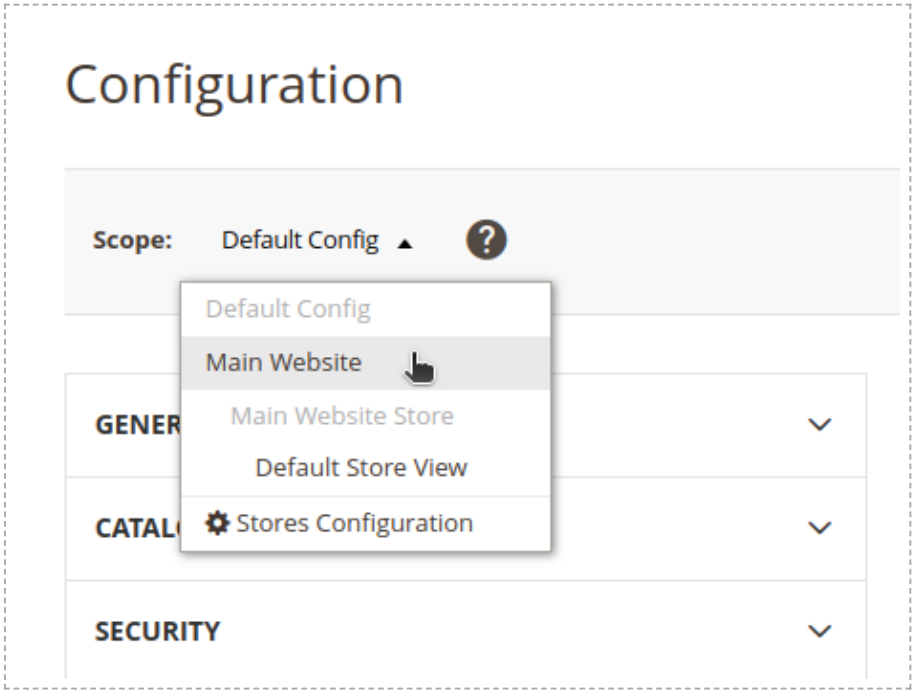 Configuration
Scope: Default Config ?
Default Config
Main Website
Main Website Store
Default Store View
Stores Configuration
GENER
CATAL
SECURITY